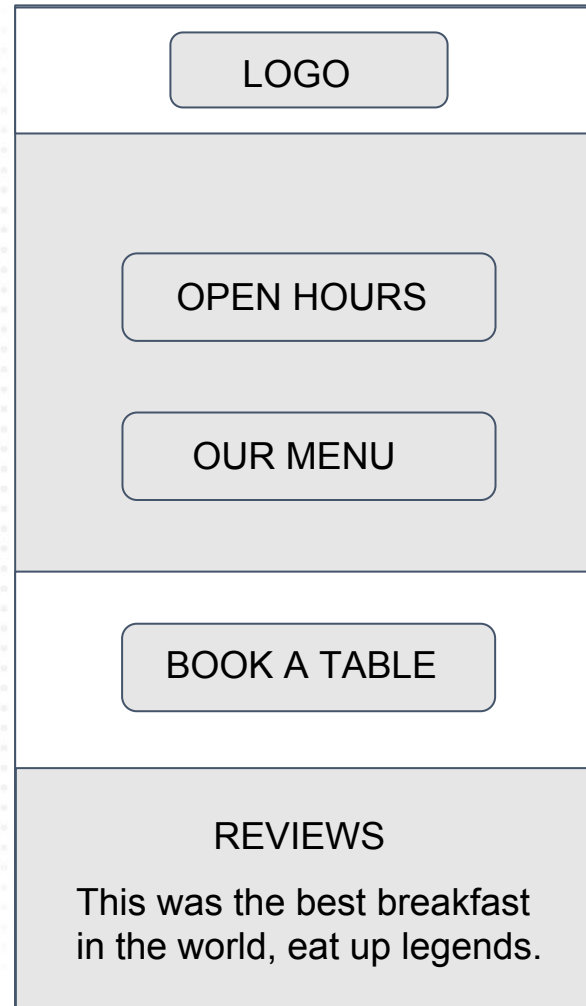 LOGO
OPEN HOURS
OUR MENU
BOOK A TABLE
REVIEWS
This was the best breakfast
in the world, eat up legends.